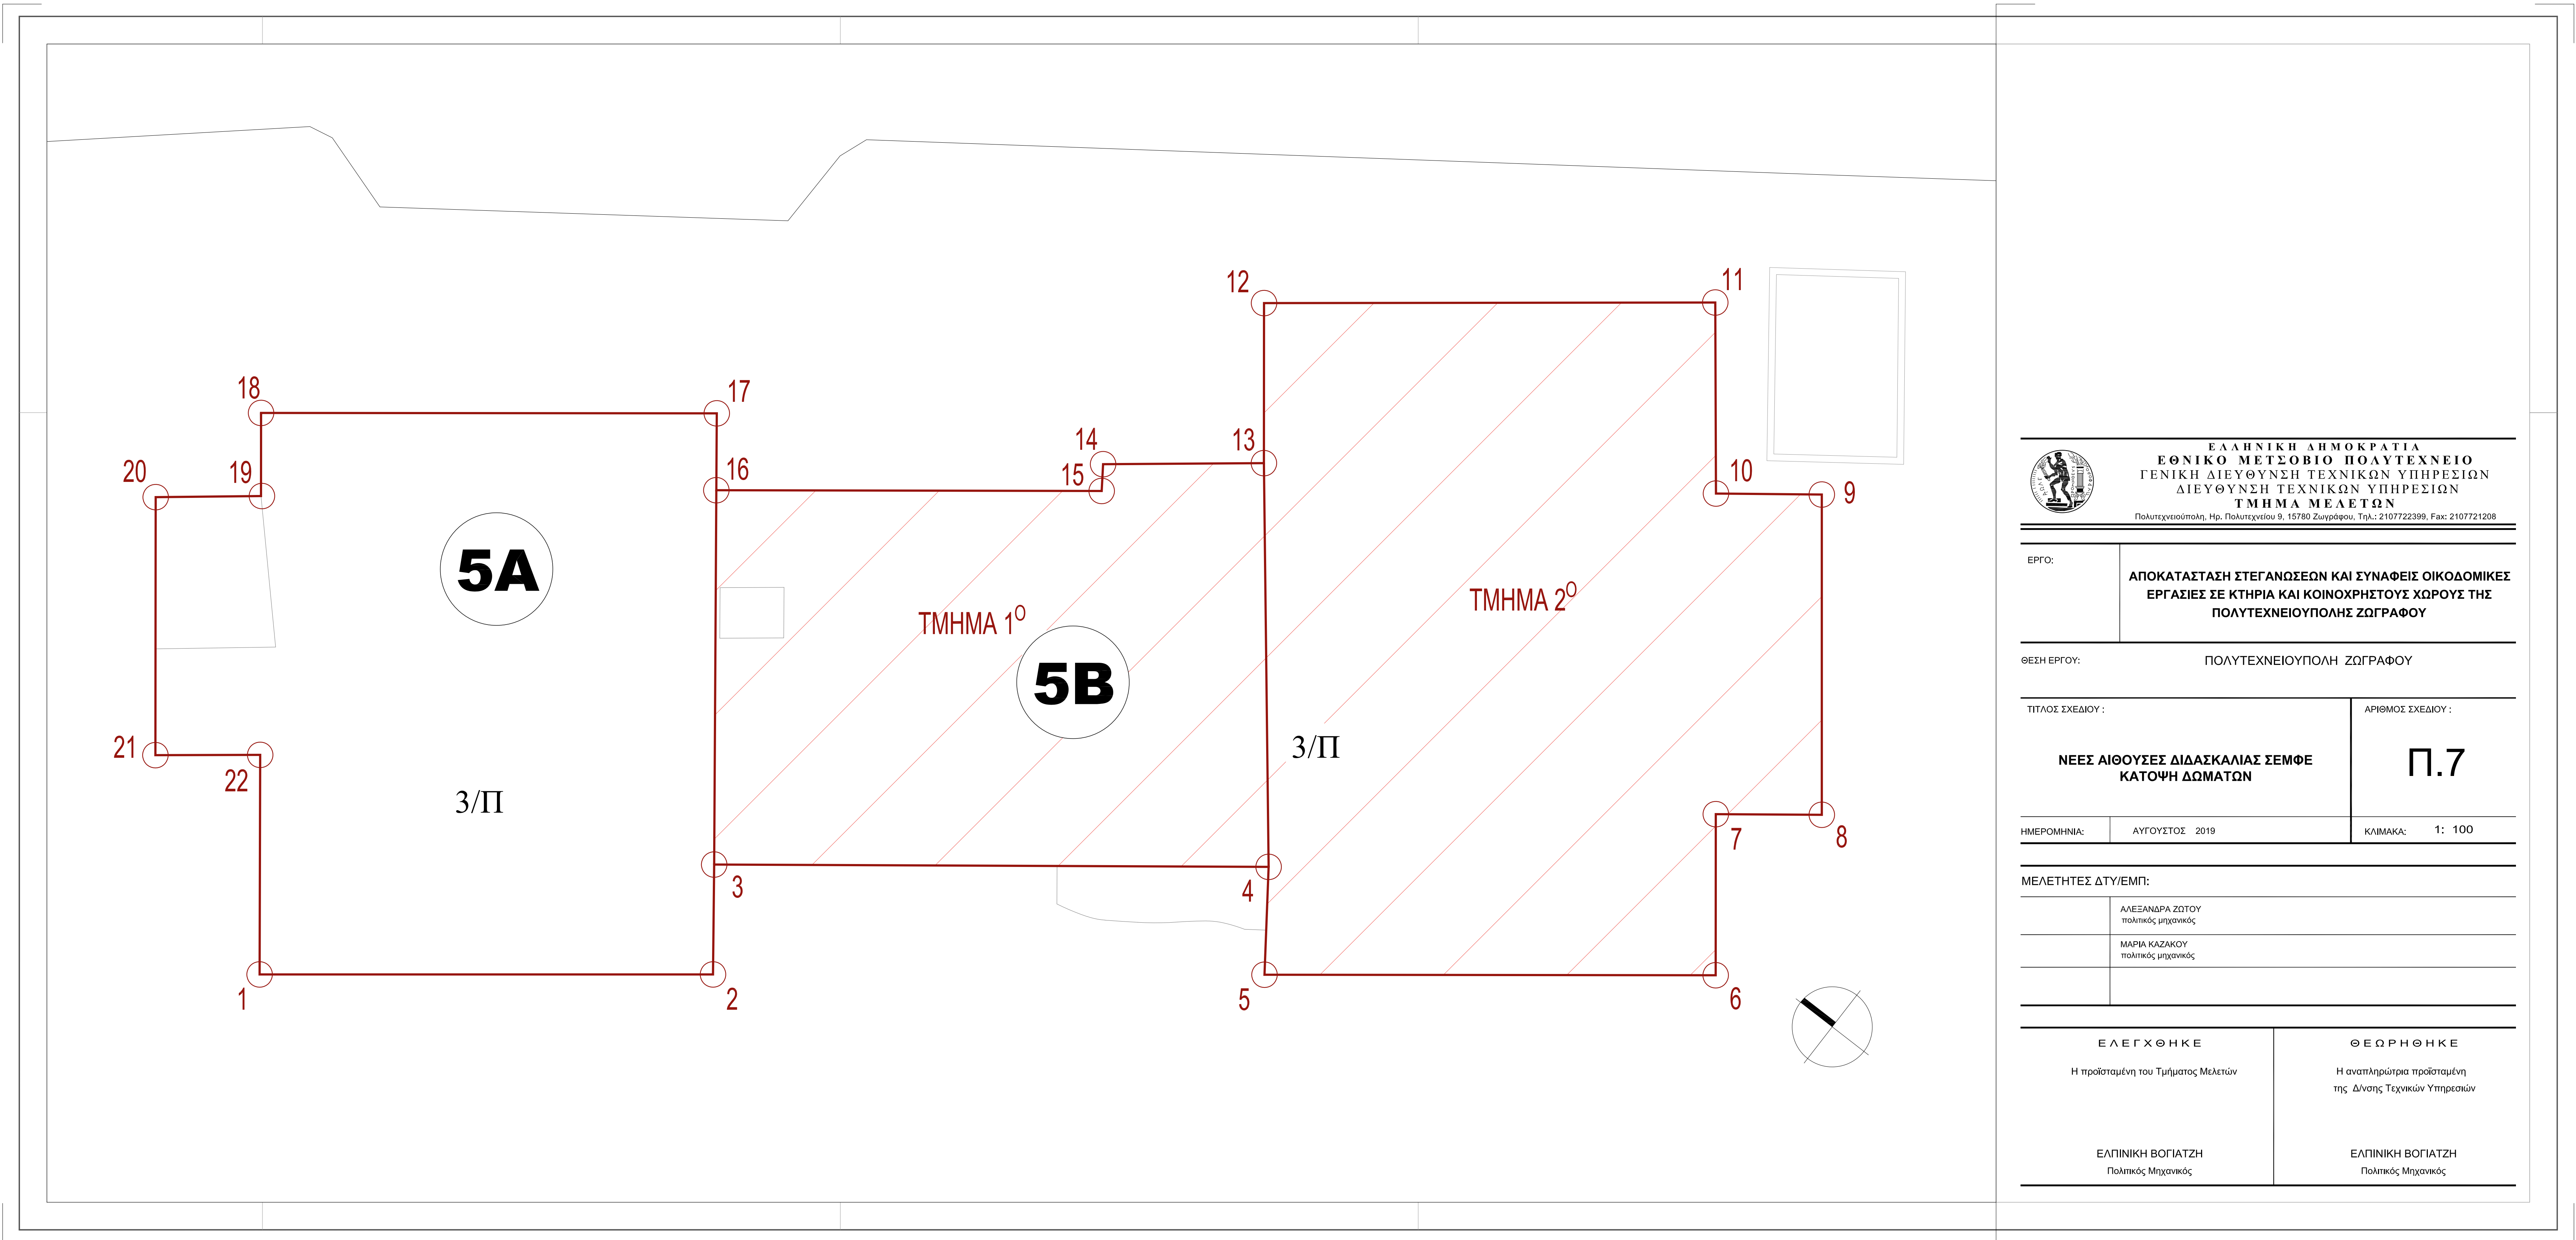 12
11
18
17
14
13
20
19
16
15
10
9
5A
ΤΜΗΜΑ 1Ο
ΤΜΗΜΑ 2Ο
5B
21
22
3/Π
3/Π
7
8
3
4
1
2
5
6
ΕΛΛΗΝΙΚΗ ΔΗΜΟΚΡΑΤΙΑ
ΕΘΝΙΚΟ ΜΕΤΣΟΒΙΟ ΠΟΛΥΤΕΧΝΕΙΟ
ΓΕΝΙΚΗ ΔΙΕΥΘΥΝΣΗ ΤΕΧΝΙΚΩΝ ΥΠΗΡΕΣΙΩΝ
ΔΙΕΥΘΥΝΣΗ ΤΕΧΝΙΚΩΝ ΥΠΗΡΕΣΙΩΝ
ΤΜΗΜΑ ΜΕΛΕΤΩΝ
Πολυτεχνειούπολη, Ηρ. Πολυτεχνείου 9, 15780 Ζωγράφου, Τηλ.: 2107722399, Fax: 2107721208
ΕΡΓΟ:
ΑΠΟΚΑΤΑΣΤΑΣΗ ΣΤΕΓΑΝΩΣΕΩΝ ΚΑΙ ΣΥΝΑΦΕΙΣ ΟΙΚΟΔΟΜΙΚΕΣ
ΕΡΓΑΣΙΕΣ ΣΕ ΚΤΗΡΙΑ ΚΑΙ ΚΟΙΝΟΧΡΗΣΤΟΥΣ ΧΩΡΟΥΣ ΤΗΣ
ΠΟΛΥΤΕΧΝΕΙΟΥΠΟΛΗΣ ΖΩΓΡΑΦΟΥ
ΘΕΣΗ ΕΡΓΟΥ: ΠΟΛΥΤΕΧΝΕΙΟΥΠΟΛΗ ΖΩΓΡΑΦΟΥ
ΤΙΤΛΟΣ ΣΧΕΔΙΟΥ :
ΝΕΕΣ ΑΙΘΟΥΣΕΣ ΔΙΔΑΣΚΑΛΙΑΣ ΣΕΜΦΕ
ΚΑΤΟΨΗ ΔΩΜΑΤΩΝ
ΑΡΙΘΜΟΣ ΣΧΕΔΙΟΥ :
Π.7
ΗΜΕΡΟΜΗΝΙΑ: ΑΥΓΟΥΣΤΟΣ 2019
ΚΛΙΜΑΚΑ: 1: 100
ΜΕΛΕΤΗΤΕΣ ΔΤΥ/ΕΜΠ:
ΑΛΕΞΑΝΔΡΑ ΖΩΤΟΥ
πολιτικός μηχανικός
ΜΑΡΙΑ ΚΑΖΑΚΟΥ
πολιτικός μηχανικός
ΕΛΕΓΧΘΗΚΕ
Η προΐσταμένη του Τμήματος Μελετών
ΕΛΠΙΝΙΚΗ ΒΟΓΙΑΤΖΗ
Πολιτικός Μηχανικός
ΘΕΩΡΗΘΗΚΕ
Η αναπληρώτρια προΐσταμένη
της Δ/νσης Τεχνικών Υπηρεσιών
ΕΛΠΙΝΙΚΗ ΒΟΓΙΑΤΖΗ
Πολιτικός Μηχανικός